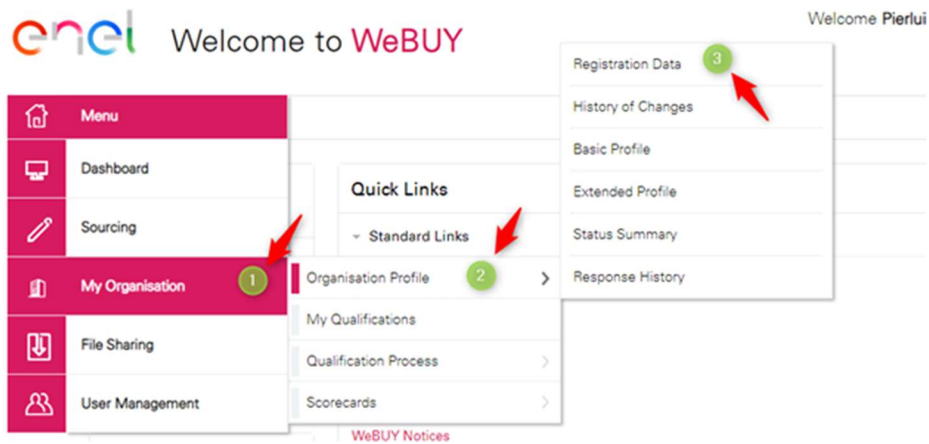 enel
Welcome to WeBUY
Welcome Pierlui
Menu
Dashboard
Sourcing
My Organisation 1
File Sharing
User Management
Quick Links
Standard Links
Organisation Profile 2
My Qualifications
Qualification Process
Scorecards
WeBUY Notices
Registration Data 3
History of Changes
Basic Profile
Extended Profile
Status Summary
Response History